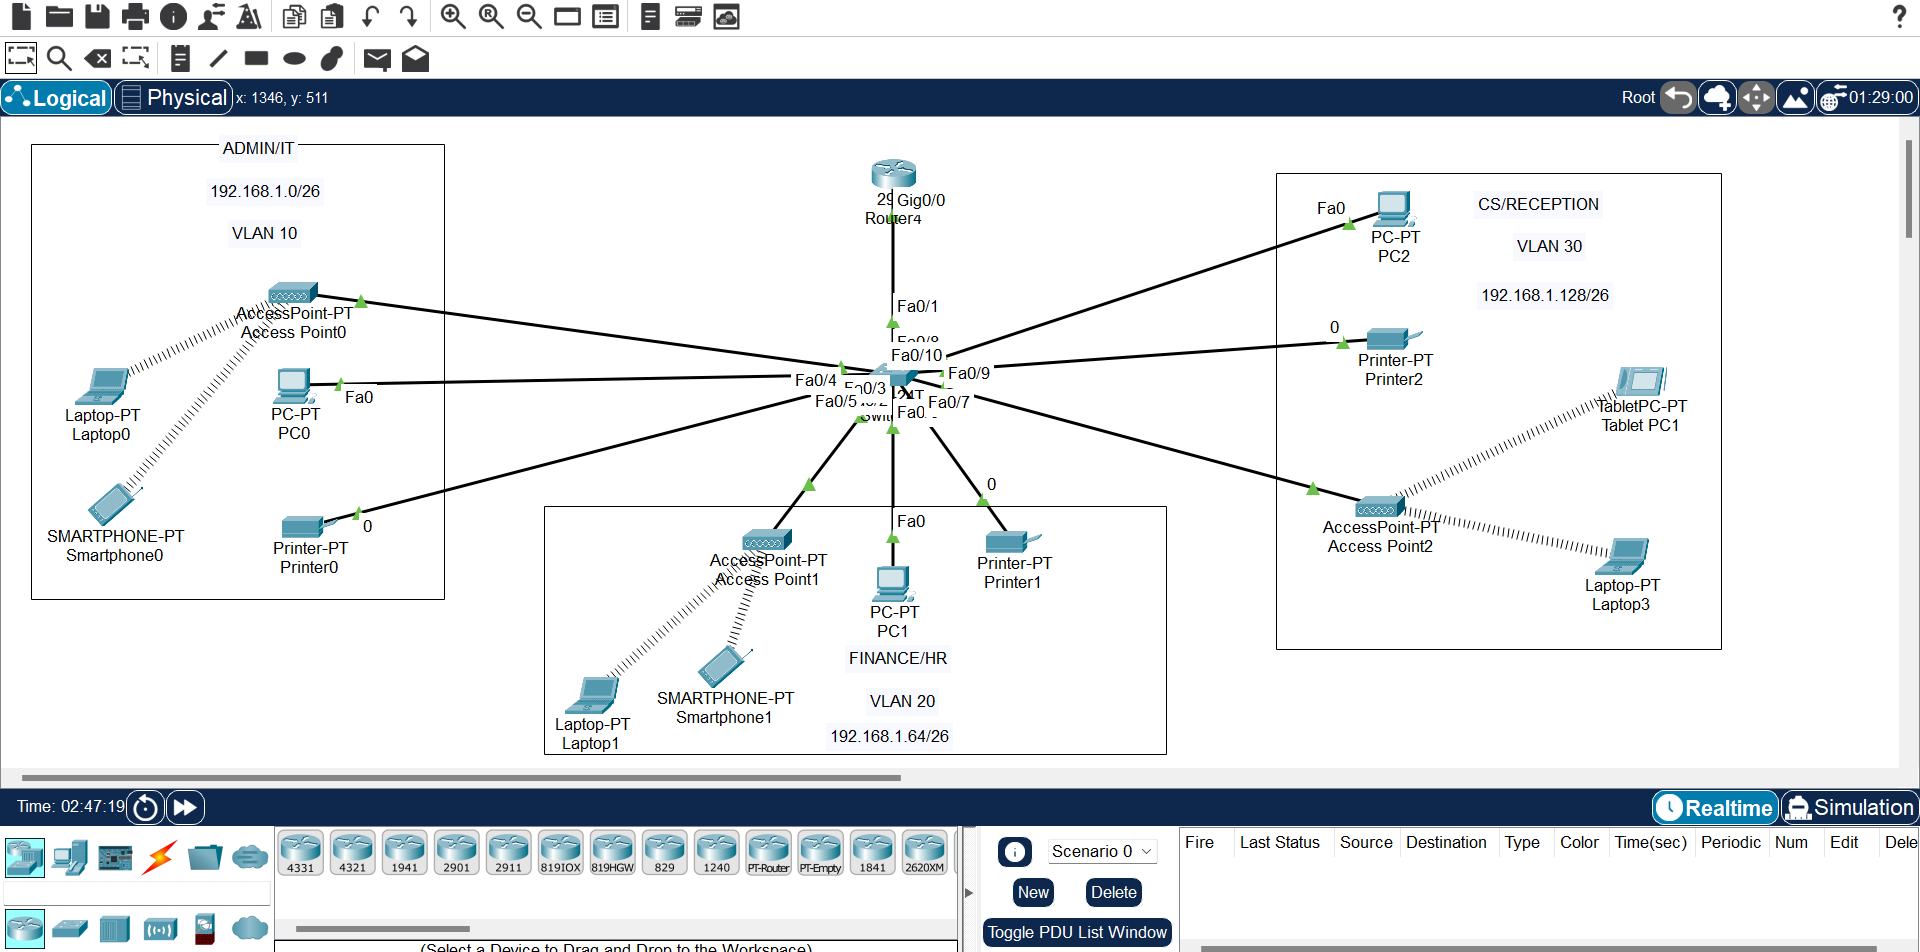 Logical
Physical
x: 1346, y: 511
Root
01:29:00
ADMIN/IT
192.168.1.0/26
VLAN 10
AccessPoint-PT
Access Point0
Laptop-PT
Laptop0
PC-PT
PC0
Fa0
SMARTPHONE-PT
Smartphone0
Printer-PT
Printer0
0
29
Gig0/0
Router4
Fa0/1
Fa0/8
Fa0/10
Fa0/9
Fa0/4
Fa0/3
24T
Fa0/5
Fa0/7
0
Fa0
AccessPoint-PT
Access Point1
Printer-PT
Printer1
PC-PT
PC1
FINANCE/HR
VLAN 20
192.168.1.64/26
SMARTPHONE-PT
Smartphone1
Laptop-PT
Laptop1
Fa0
PC-PT
PC2
CS/RECEPTION
VLAN 30
192.168.1.128/26
0
Printer-PT
Printer2
TabletPC-PT
Tablet PC1
AccessPoint-PT
Access Point2
Laptop-PT
Laptop3
Time: 02:47:19
Realtime
Simulation
4331
4321
1941
2901
2911
819IOX
819HGW
829
1240
PT-Router
PT-Empty
1841
2620XM
(Select a Device to Drag and Drop to the Workspace)
Scenario 0
New
Delete
Toggle PDU List Window
Fire
Last Status
Source
Destination
Type
Color
Time(sec)
Periodic
Num
Edit
Dele